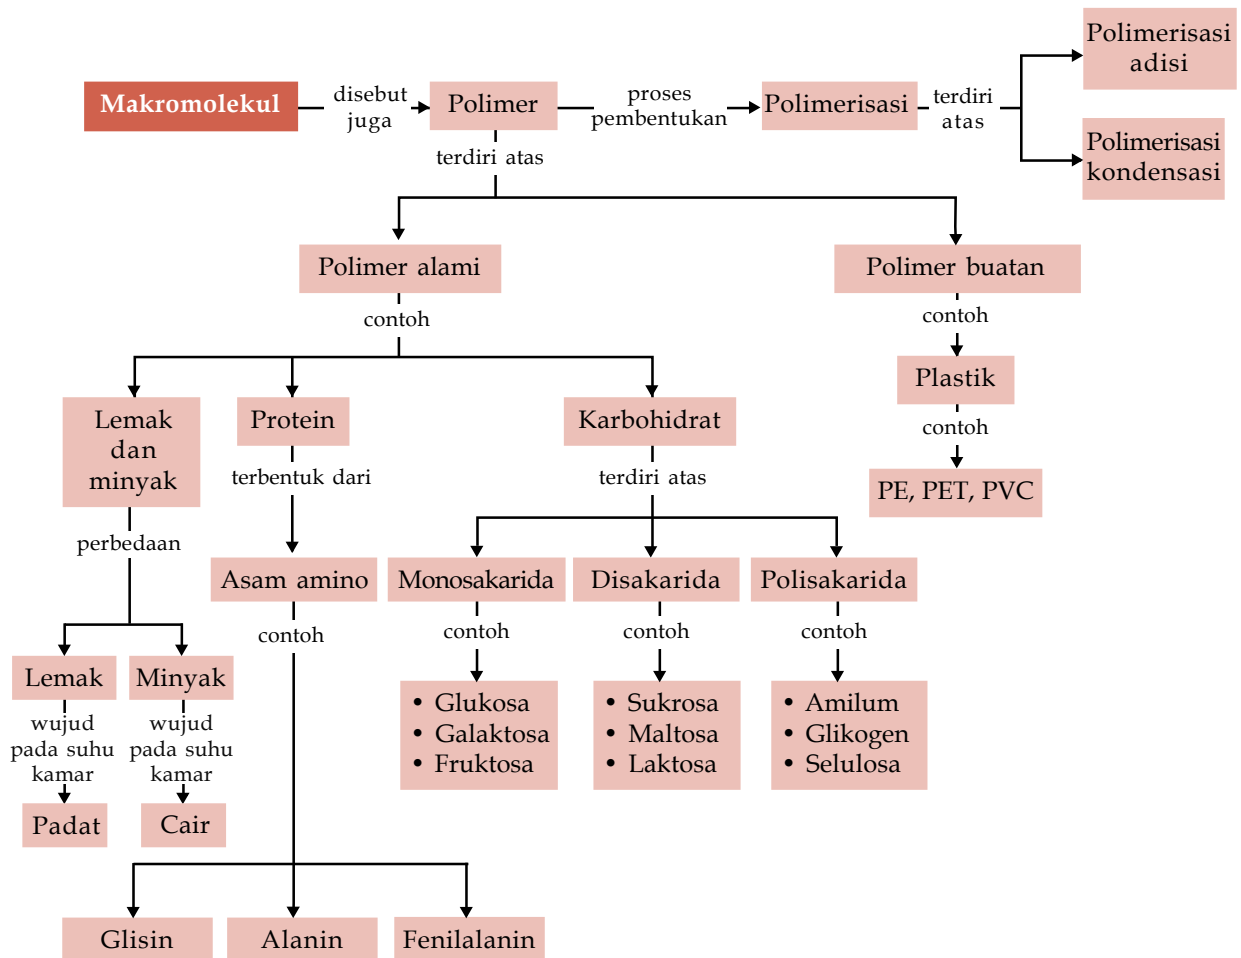 Polimerisasi
adisi
Makromolekul
disebut
juga
Polimer
proses
pembentukan
Polimerisasi
terdiri
atas
Polimerisasi
kondensasi
terdiri atas
Polimer alami
Polimer buatan
contoh
contoh
Plastik
contoh
PE, PET, PVC
Lemak
dan
minyak
Protein
Karbohidrat
terbentuk dari
terdiri atas
perbedaan
Asam amino
Monosakarida
Disakarida
Polisakarida
contoh
contoh
contoh
contoh
Lemak
Minyak
wujud
pada suhu
kamar
wujud
pada suhu
kamar
Padat
Cair
• Glukosa
• Galaktosa
• Fruktosa
• Sukrosa
• Maltosa
• Laktosa
• Amilum
• Glikogen
• Selulosa
Glisin
Alanin
Fenilalanin